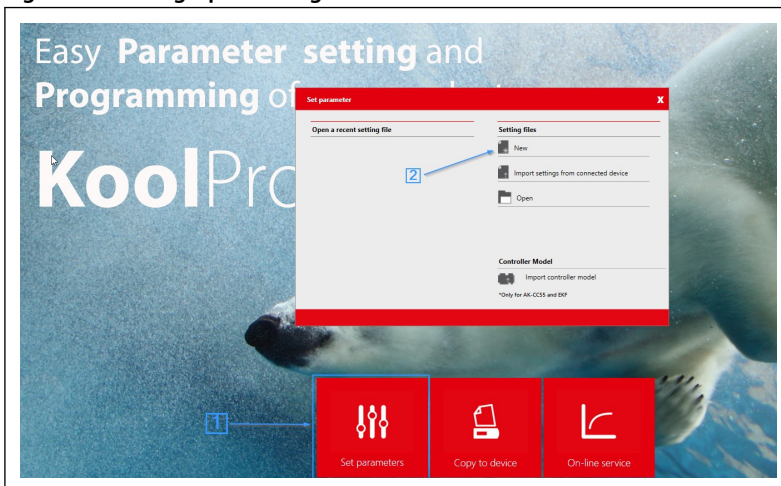 Easy Parameter setting and
Programming of
KoolPro
Set parameter
X
Open a recent setting file
Setting files
New
2
Import settings from connected device
Open
Controller Model
Import controller model
*Only for AK-CC55 and EKF
1
Set parameters
Copy to device
On-line service